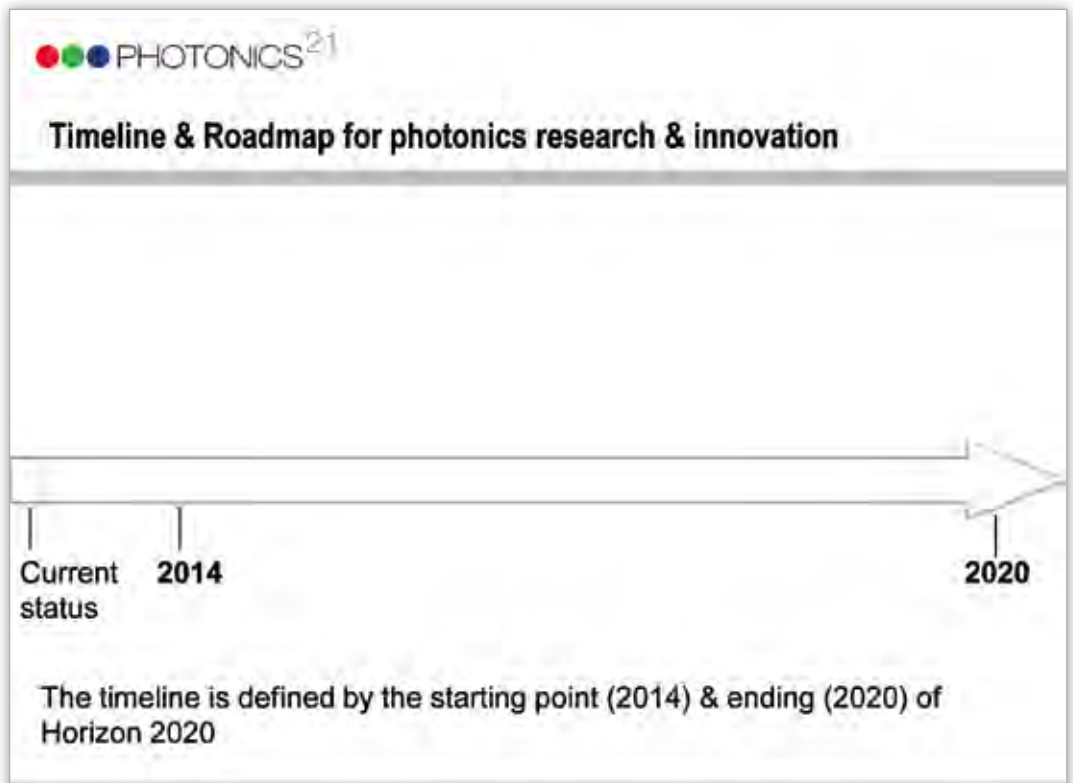 PHOTONICS²¹
Timeline & Roadmap for photonics research & innovation
Current status
2014
2020
The timeline is defined by the starting point (2014) & ending (2020) of
Horizon 2020